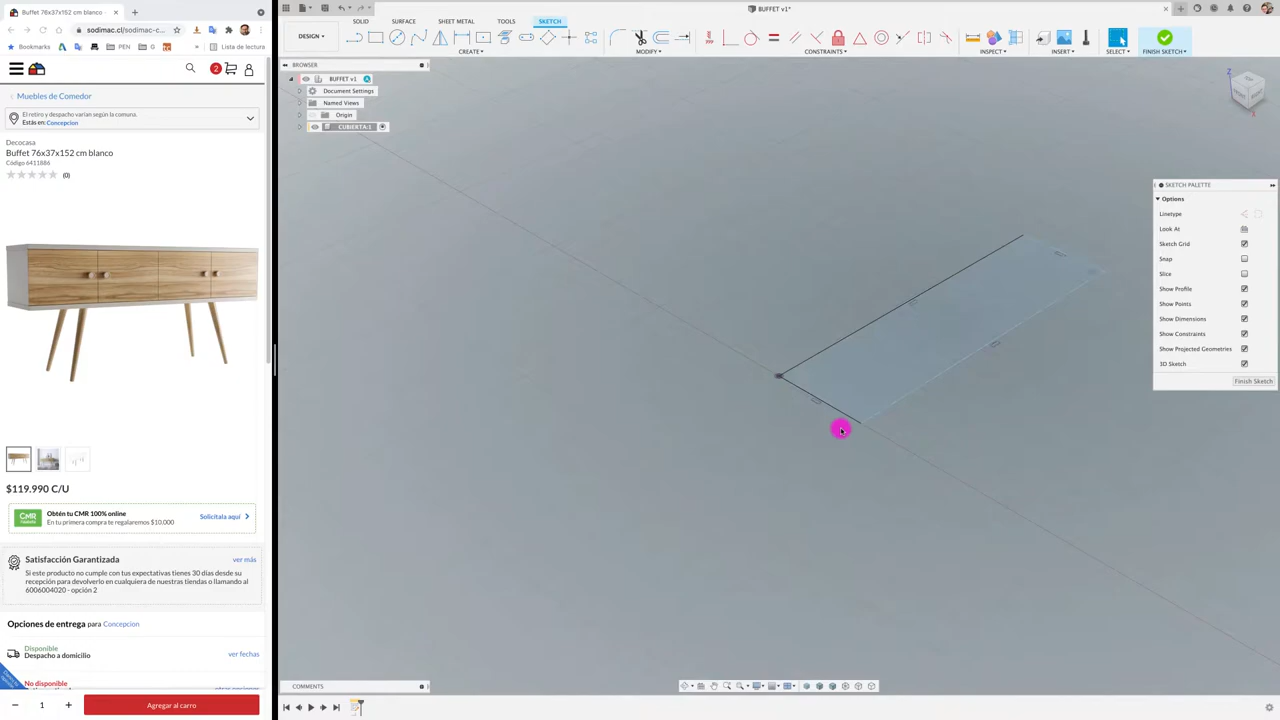 Buffet 76x37x152 cm blanco
sodimac.cl/sodimac-c...
Bookmarks
PEN
G
Lista de lectura
2
Muebles de Comedor
El retiro y despacho varían según la comuna.
Estás en: Concepcion
Decocasa
Buffet 76x37x152 cm blanco
Código 6411886
(0)
$119.990 C/U
CMR
Obtén tu CMR 100% online
En tu primera compra te regalaremos $10.000
Solicítala aquí
Satisfacción Garantizada
ver más
Si este producto no cumple con tus expectativas tienes 30 días desde su
recepción para devolverlo en cualquiera de nuestras tiendas o llamando al
6006004020 - opción 2
Opciones de entrega para Concepcion
Disponible
Despacho a domicilio
ver fechas
No disponible
1
Agregar al carro
BUFFET v1*
SOLID
SURFACE
SHEET METAL
TOOLS
SKETCH
DESIGN
CREATE
MODIFY
CONSTRAINTS
INSPECT
INSERT
SELECT
FINISH SKETCH
BROWSER
BUFFET v1
Document Settings
Named Views
Origin
CUBIERTA:1
Z
SKETCH PALETTE
Options
Linetype
Look At
Sketch Grid
Snap
Slice
Show Profile
Show Points
Show Dimensions
Show Constraints
Show Projected Geometries
3D Sketch
Finish Sketch
COMMENTS